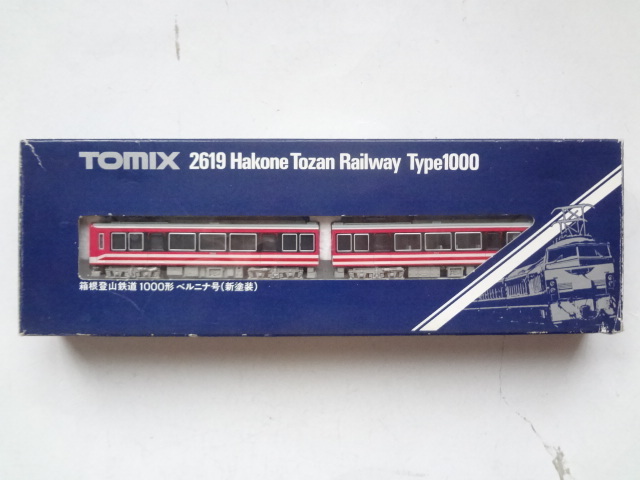 TOMIX 2619 Hakone Tozan Railway Type1000
箱根登山鉄道1000形 ベルニナ号(新塗装)